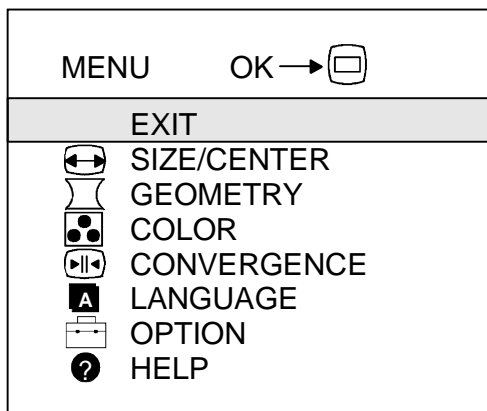 MENU OK
EXIT
SIZE/CENTER
GEOMETRY
COLOR
CONVERGENCE
A LANGUAGE
OPTION
? HELP